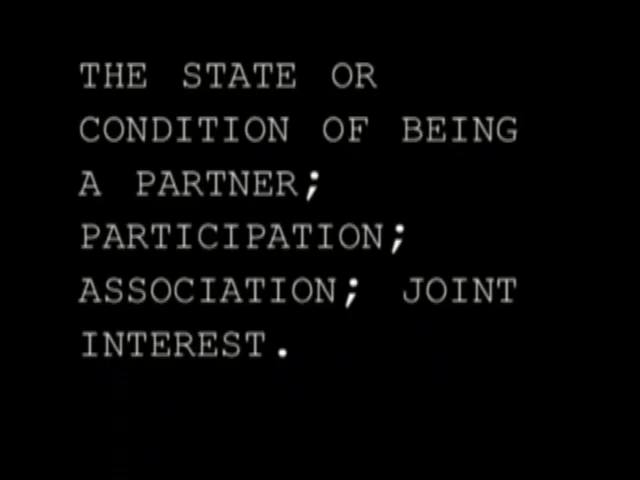 THE STATE OR
CONDITION OF BEING
A PARTNER;
PARTICIPATION;
ASSOCIATION; JOINT
INTEREST.